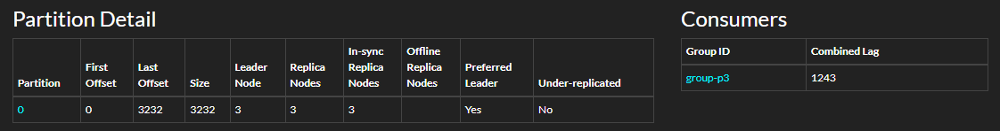 Partition Detail
Partition First Offset Last Offset Size Leader Node Replica Nodes In-sync Replica Nodes Offline Replica Nodes Preferred Leader Under-replicated
0 0 3232 3232 3 3 3 Yes No
Consumers
Group ID Combined Lag
group-p3 1243